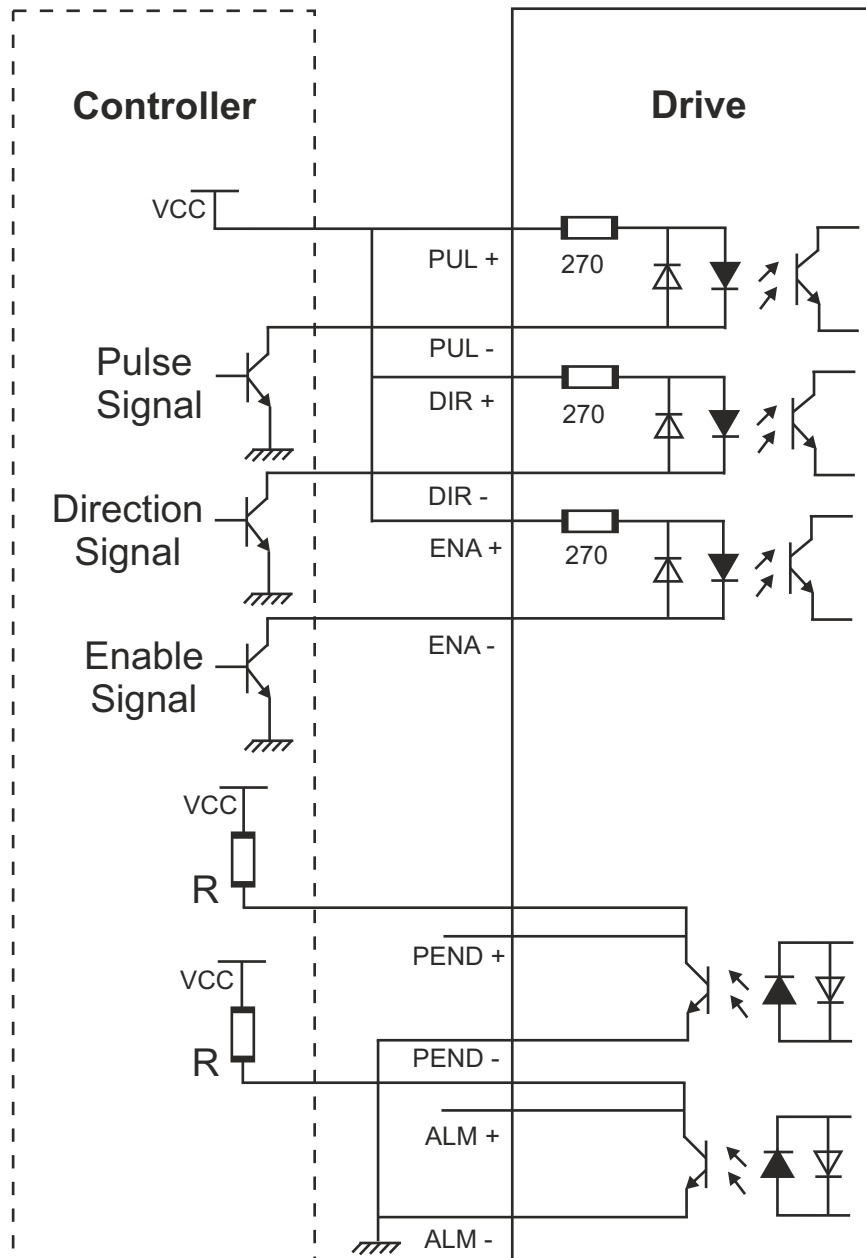 Controller
Drive
VCC
PUL +
270
PUL -
Pulse
Signal
DIR +
270
DIR -
Direction
Signal
ENA +
270
ENA -
Enable
Signal
VCC
R
PEND +
VCC
R
PEND -
ALM +
ALM -